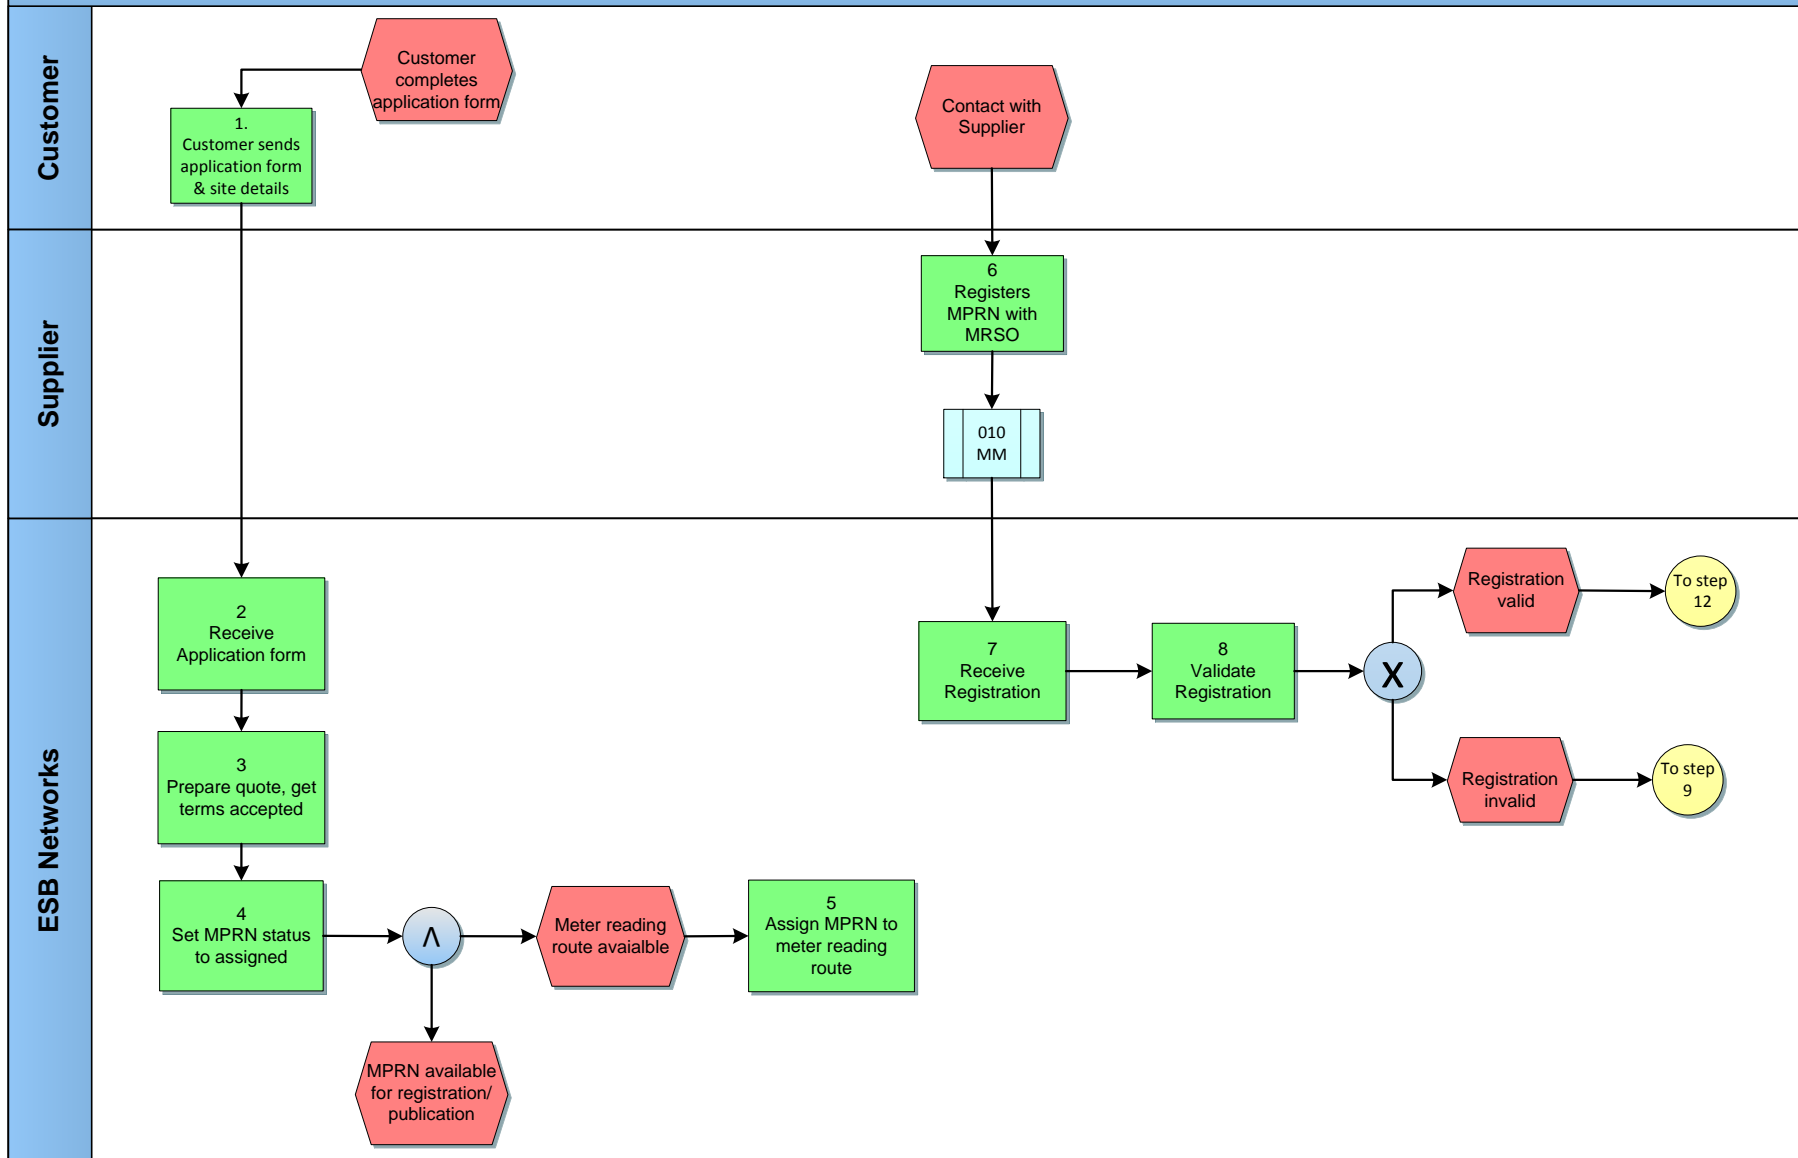 Customer
Customer
completes
application form
1.
Customer sends
application form
& site details
Contact with
Supplier
Supplier
6
Registers
MPRN with
MRSO
010
MM
ESB Networks
2
Receive
Application form
3
Prepare quote, get
terms accepted
4
Set MPRN status
to assigned
Λ
Meter reading
route avaialble
5
Assign MPRN to
meter reading
route
MPRN available
for registration/
publication
7
Receive
Registration
8
Validate
Registration
X
Registration
valid
To step
12
Registration
invalid
To step
9